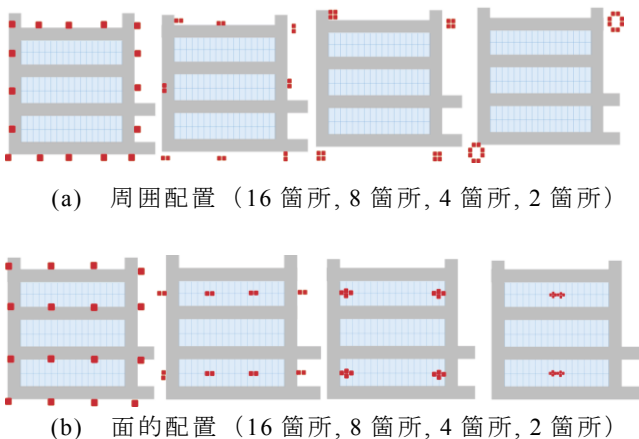 (a) 周囲配置（16 箇所, 8 箇所, 4 箇所, 2 箇所）
(b) 面的配置（16 箇所, 8 箇所, 4 箇所, 2 箇所）